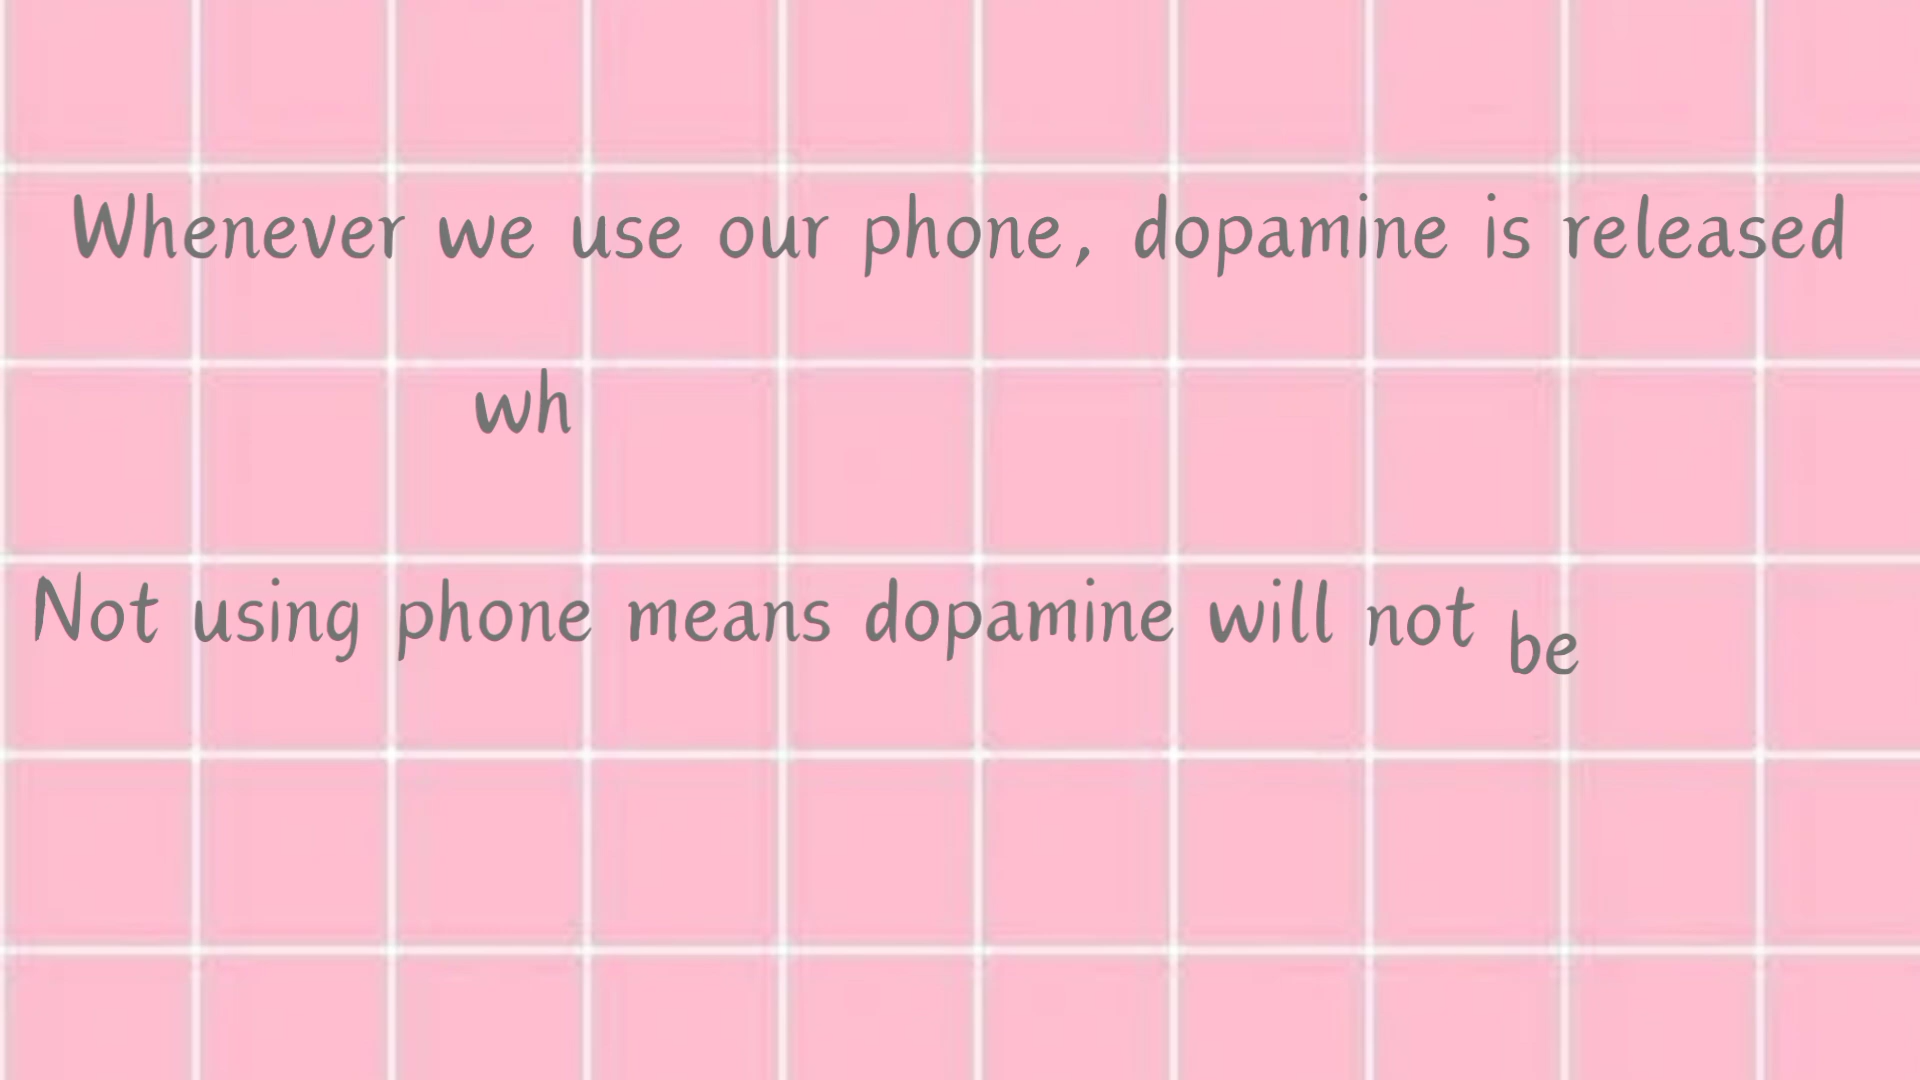 Whenever we use our phone, dopamine is released
wh
Not using phone means dopamine will not be